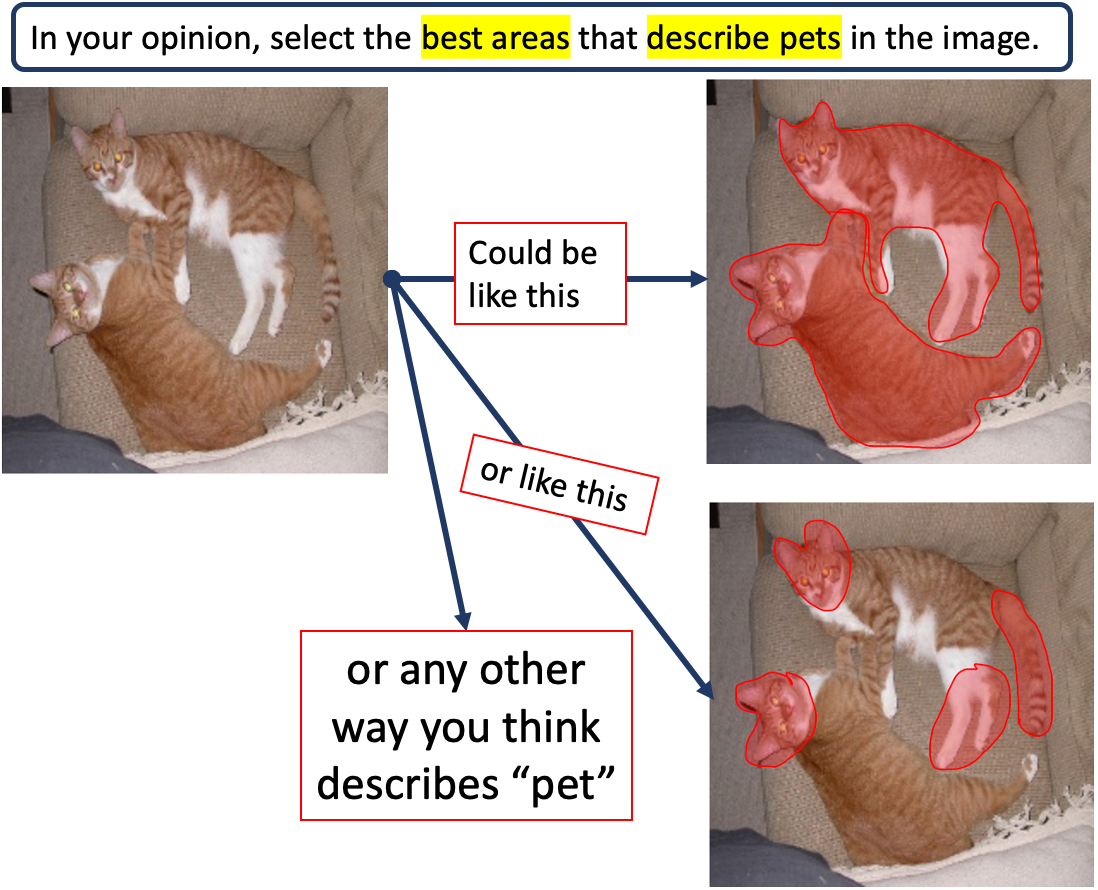 In your opinion, select the best areas that describe pets in the image.
Could be
like this
or like this
or any other
way you think
describes “pet”